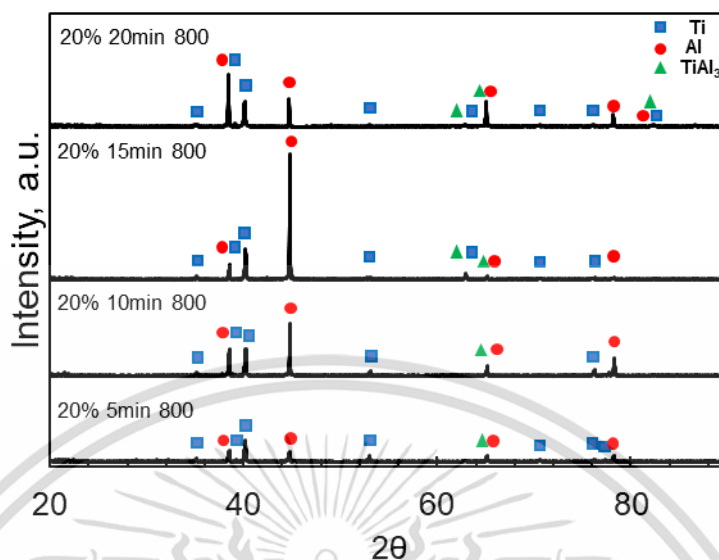 20% 20min 800
Ti
Al
TiAl₃
20% 15min 800
Intensity, a.u.
20% 10min 800
20% 5min 800
20 40 60 80
2θ